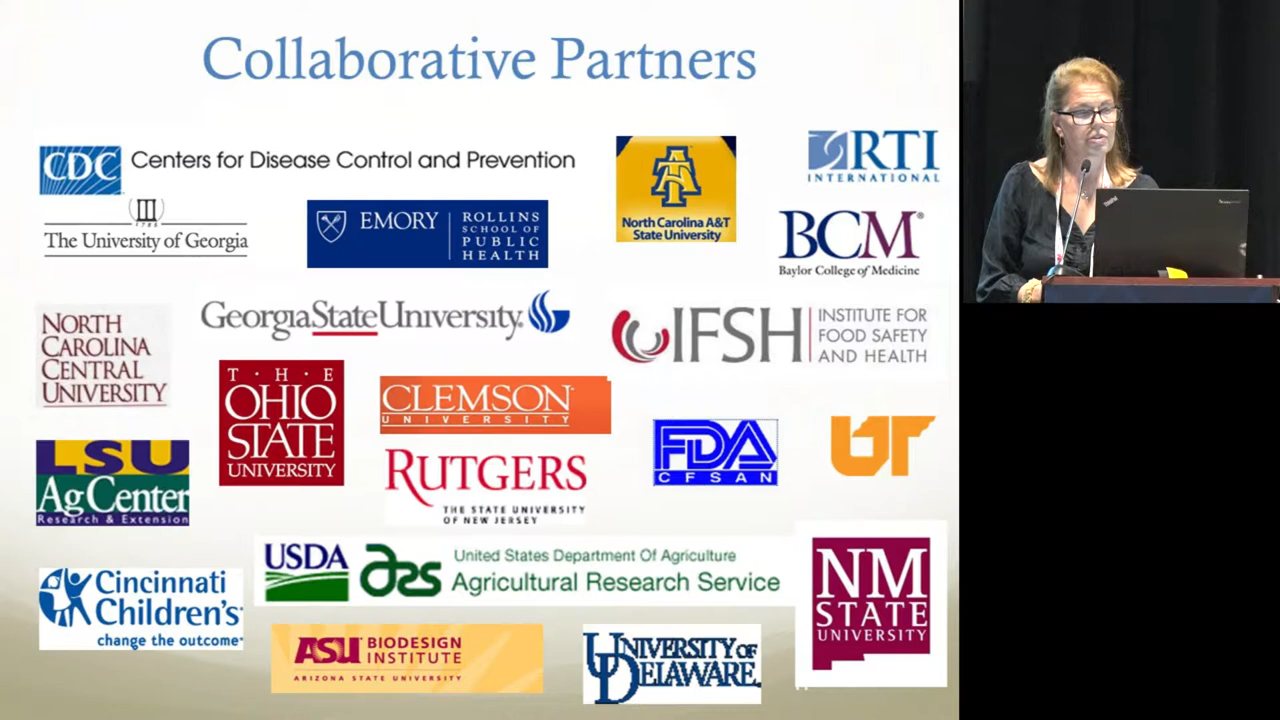 Collaborative Partners
CDC
Centers for Disease Control and Prevention
1785
The University of Georgia
EMORY
ROLLINS
SCHOOL OF
PUBLIC
HEALTH
AT
North Carolina A&T
State University
RTI
INTERNATIONAL
BCM®
Baylor College of Medicine
NORTH
CAROLINA
CENTRAL
UNIVERSITY
GeorgiaStateUniversity.
IFSH
INSTITUTE FOR
FOOD SAFETY
AND HEALTH
T·H·E
OHIO
STATE
UNIVERSITY
CLEMSON
UNIVERSITY
FDA
CFSAN
UT
LSU
AgCenter
Research & Extension
RUTGERS
THE STATE UNIVERSITY
OF NEW JERSEY
USDA
ars
United States Department Of Agriculture
Agricultural Research Service
NM
STATE
UNIVERSITY
Cincinnati
Children's
change the outcome
ASU
BIODESIGN
INSTITUTE
ARIZONA STATE UNIVERSITY
UNIVERSITY OF
DELAWARE
ThinkPad